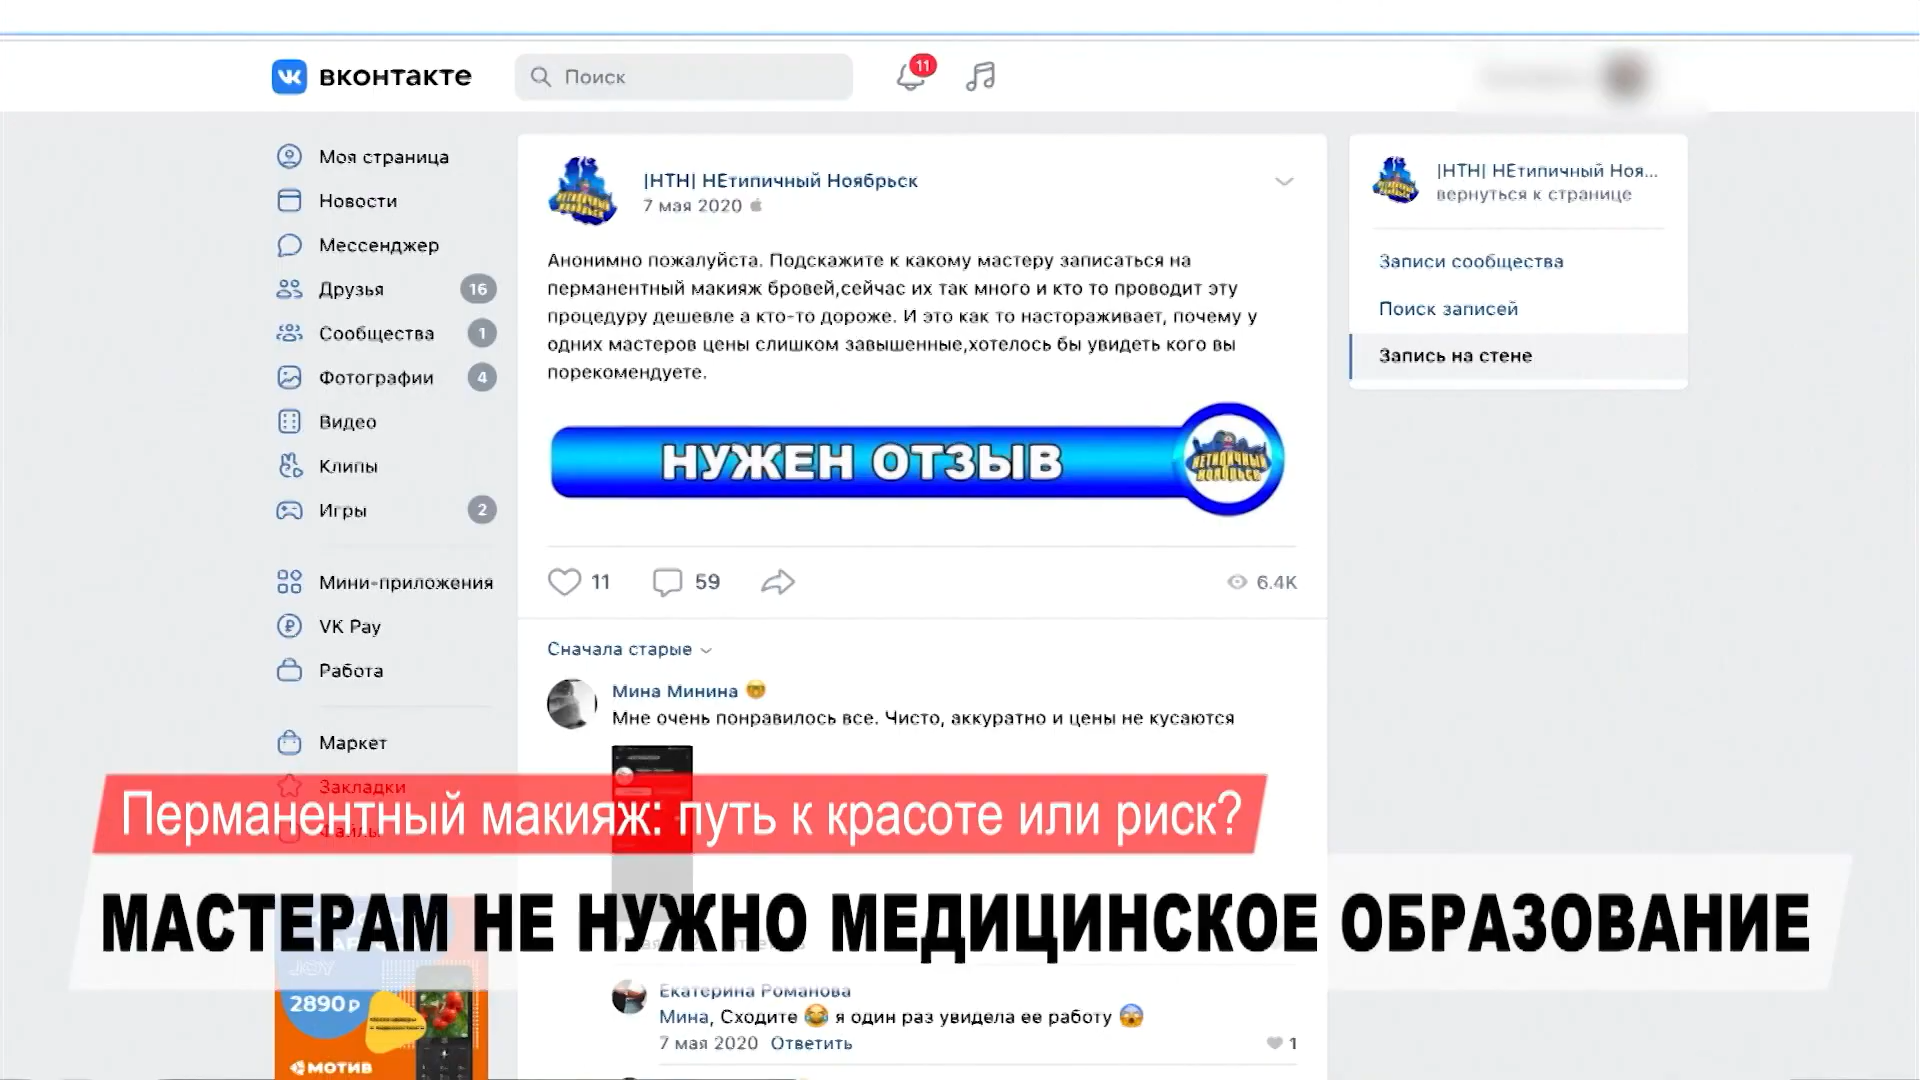 вконтакте
Поиск
11
Моя страница
Новости
Мессенджер
Друзья 16
Сообщества 1
Фотографии 4
Видео
Клипы
Игры 2
Мини-приложения
VK Pay
Работа
Маркет
Закладки
Файлы
|НТН| НЕтипичный Ноябрьск
7 мая 2020
Анонимно пожалуйста. Подскажите к какому мастеру записаться на
перманентный макияж бровей,сейчас их так много и кто то проводит эту
процедуру дешевле а кто-то дороже. И это как то настораживает, почему у
одних мастеров цены слишком завышенные,хотелось бы увидеть кого вы
порекомендуете.
НУЖЕН ОТЗЫВ
НЕТИПИЧНЫЙ
НОЯБРЬСК
11 59 6.4K
Сначала старые
Мина Минина
Мне очень понравилось все. Чисто, аккуратно и цены не кусаются
|НТН| НЕтипичный Ноя...
вернуться к странице
Записи сообщества
Поиск записей
Запись на стене
Перманентный макияж: путь к красоте или риск?
МАСТЕРАМ НЕ НУЖНО МЕДИЦИНСКОЕ ОБРАЗОВАНИЕ
JOY
2890 ₽
МОТИВ
Екатерина Романова
Мина, Сходите 😂 я один раз увидела ее работу 😱
7 мая 2020 Ответить
1